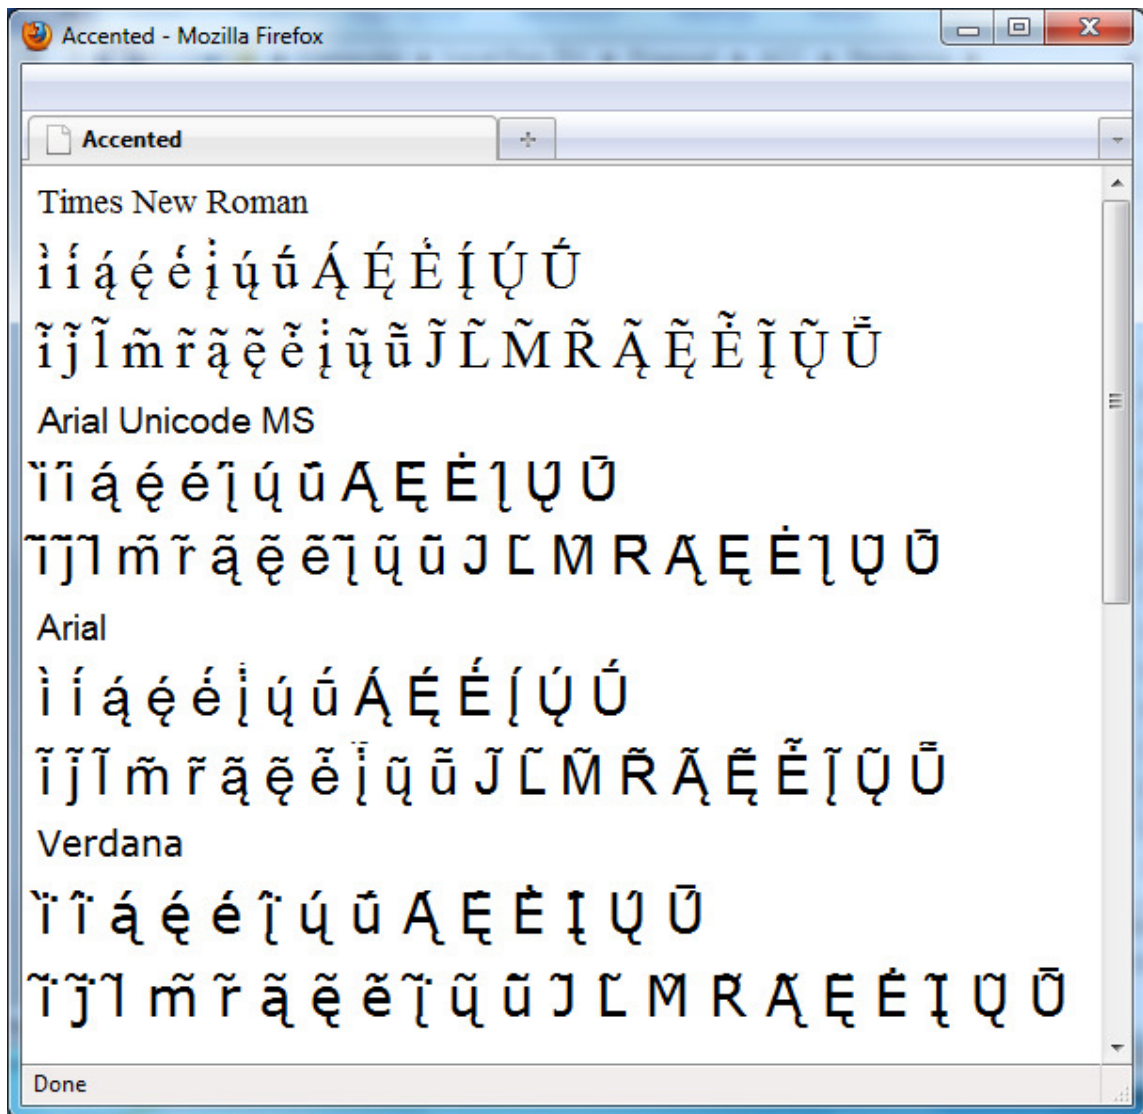 Accented - Mozilla Firefox
Accented
Times New Roman
i̇̀ i̇́ ą́ ę́ ė́ į̇́ ų́ ū́ Ą́ Ę́ Ė́ Į́ Ų́ Ū́
i̇̃ j̇̃ l̃ m̃ r̃ ą̃ ę̃ ė̃ į̇̃ ų̃ ū̃ J̃ L̃ M̃ R̃ Ą̃ Ę̃ Ė̃ Į̃ Ų̃ Ū̃
Arial Unicode MS
i̇̀ i̇́ ą́ ę́ ė́ į̇́ ų́ ū́ Ą́ Ę́ Ė́ Į́ Ų́ Ū́
i̇̃ j̇̃ l̃ m̃ r̃ ą̃ ę̃ ė̃ į̇̃ ų̃ ū̃ J̃ L̃ M̃ R̃ Ą̃ Ę̃ Ė̃ Į̃ Ų̃ Ū̃
Arial
i̇̀ i̇́ ą́ ę́ ė́ į̇́ ų́ ū́ Ą́ Ę́ Ė́ Į́ Ų́ Ū́
i̇̃ j̇̃ l̃ m̃ r̃ ą̃ ę̃ ė̃ į̇̃ ų̃ ū̃ J̃ L̃ M̃ R̃ Ą̃ Ę̃ Ė̃ Į̃ Ų̃ Ū̃
Verdana
i̇̀ i̇́ ą́ ę́ ė́ į̇́ ų́ ū́ Ą́ Ę́ Ė́ Į́ Ų́ Ū́
i̇̃ j̇̃ l̃ m̃ r̃ ą̃ ę̃ ė̃ į̇̃ ų̃ ū̃ J̃ L̃ M̃ R̃ Ą̃ Ę̃ Ė̃ Į̃ Ų̃ Ū̃
Done